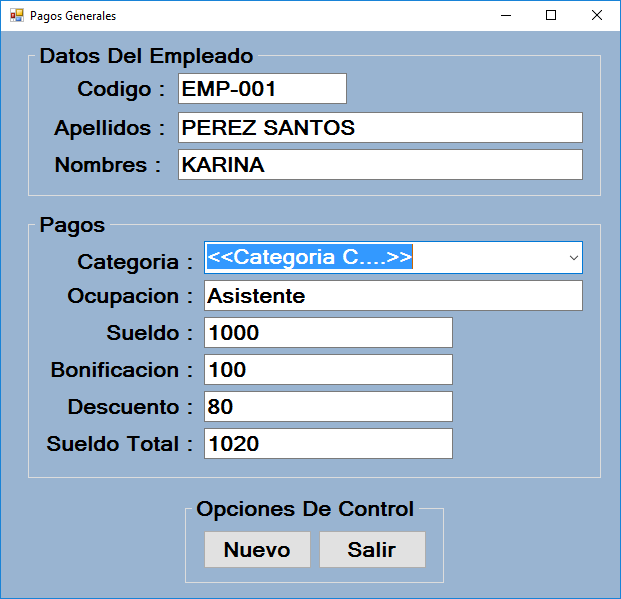 Pagos Generales
Datos Del Empleado
Codigo : EMP-001
Apellidos : PEREZ SANTOS
Nombres : KARINA
Pagos
Categoria : <<Categoria C....>>
Ocupacion : Asistente
Sueldo : 1000
Bonificacion : 100
Descuento : 80
Sueldo Total : 1020
Opciones De Control
Nuevo Salir